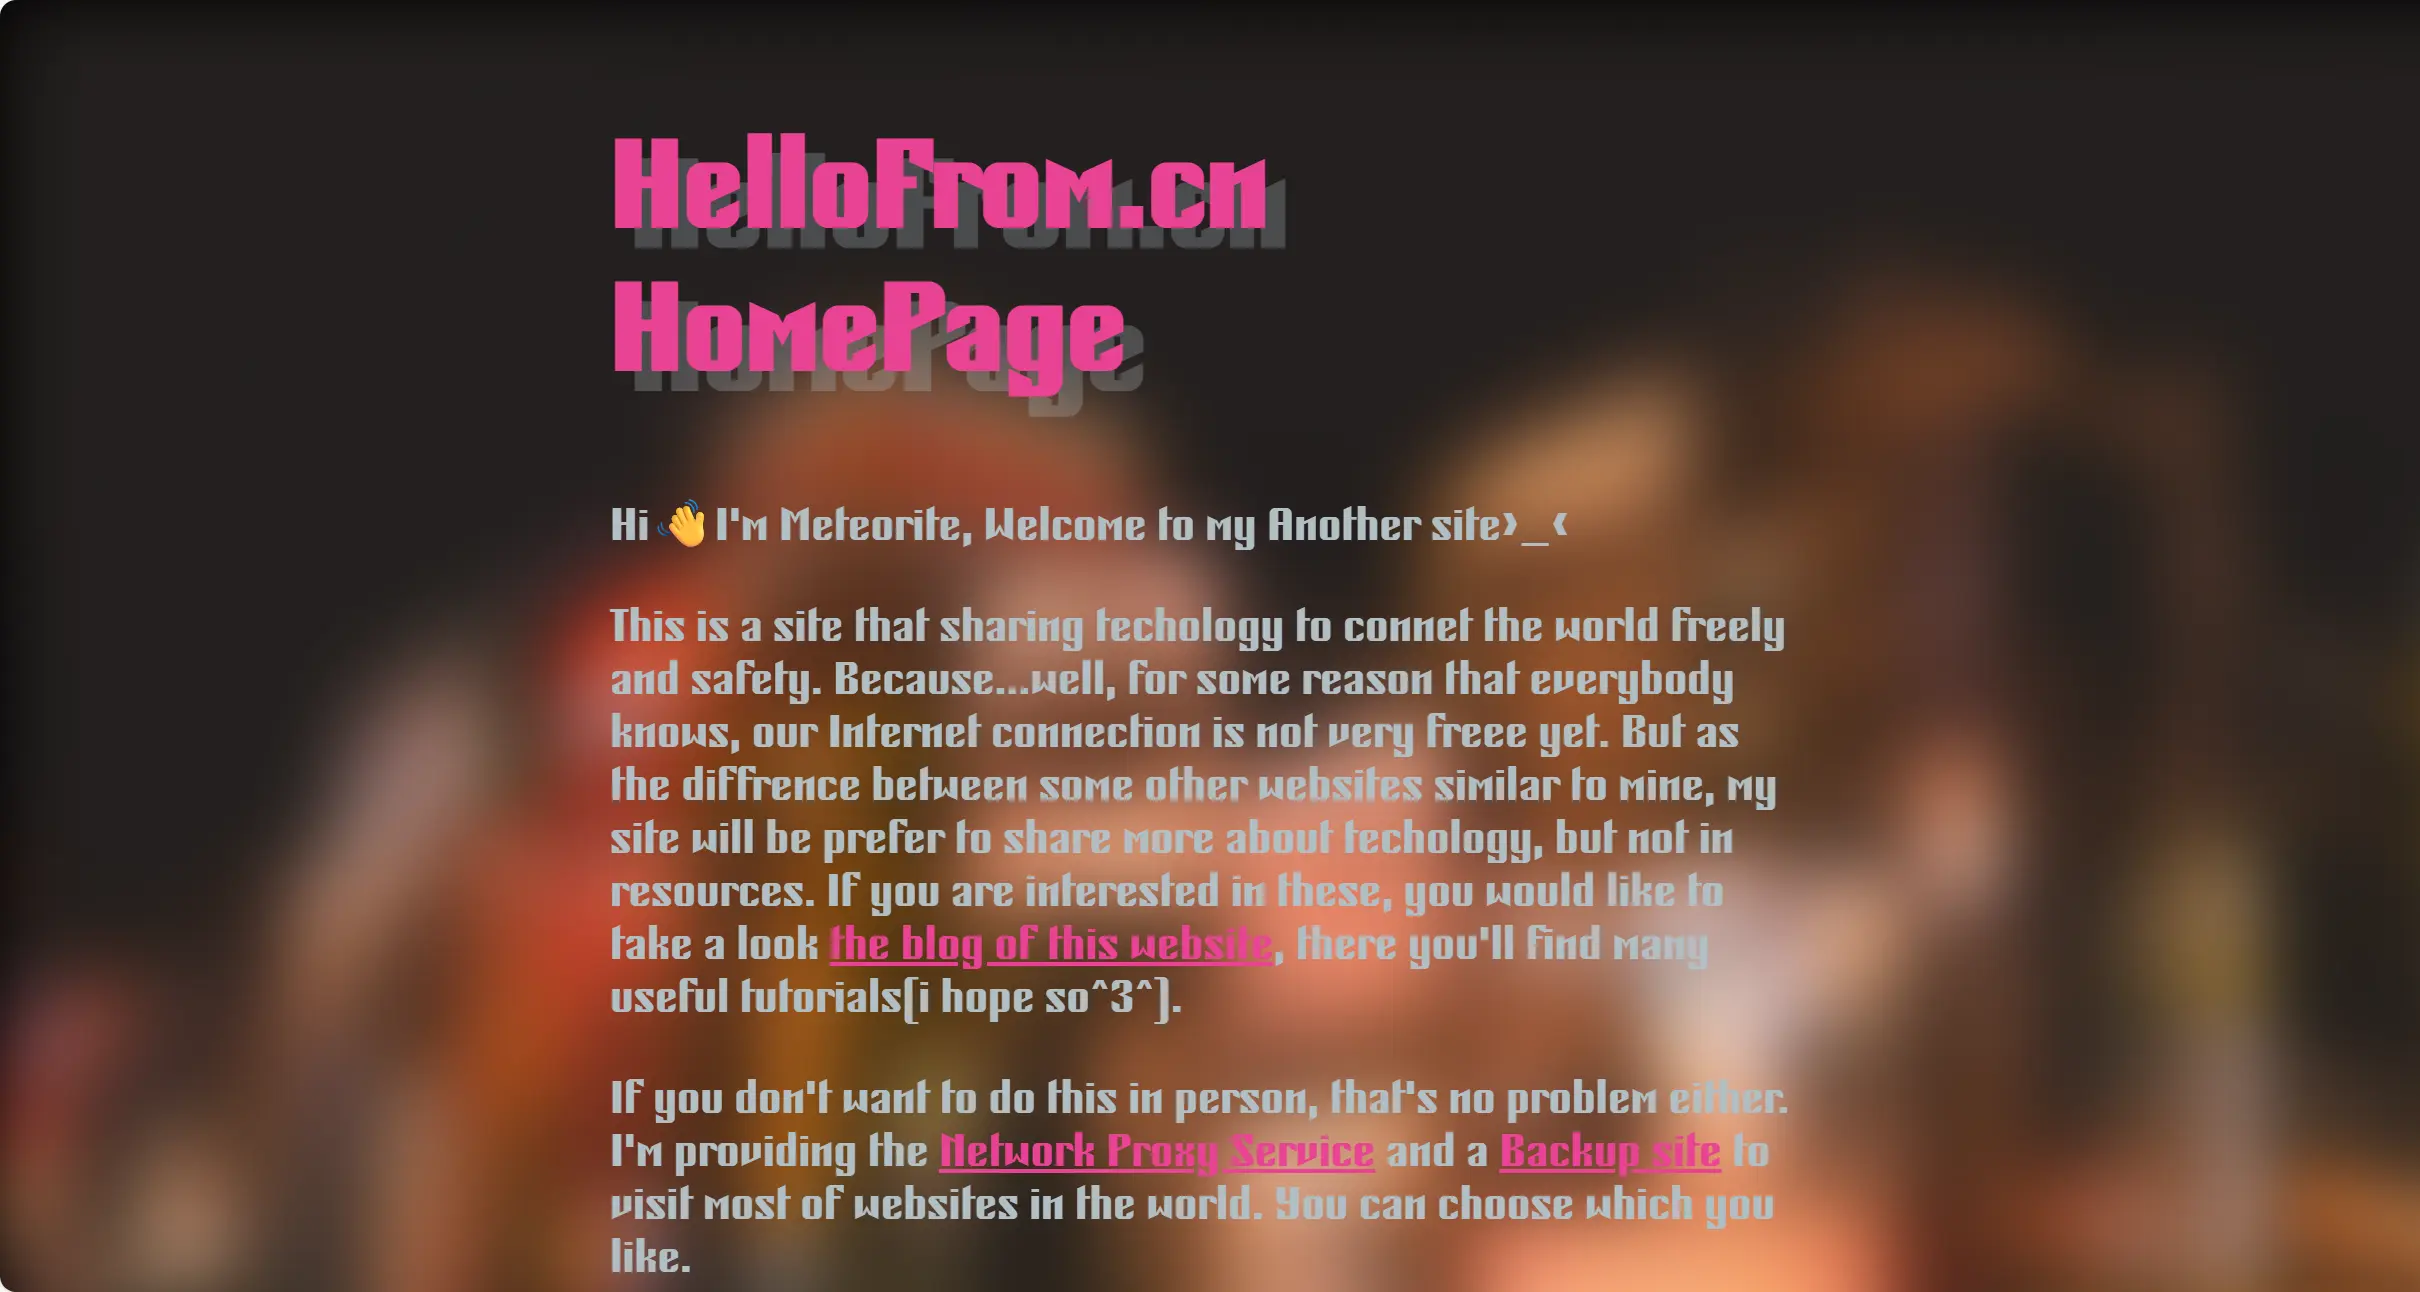 HelloFrom.cn
HomePage
Hi 👋 I'm Meteorite, Welcome to my Another site>_<
This is a site that sharing techology to connet the world freely
and safety. Because...well, for some reason that everybody
knows, our Internet connection is not very freee yet. But as
the diffrence between some other websites similar to mine, my
site will be prefer to share more about techology, but not in
resources. If you are interested in these, you would like to
take a look the blog of this website, there you'll find many
useful tutorials(i hope so^3^).
If you don't want to do this in person, that's no problem either.
I'm providing the Network Proxy Service and a Backup site to
visit most of websites in the world. You can choose which you
like.